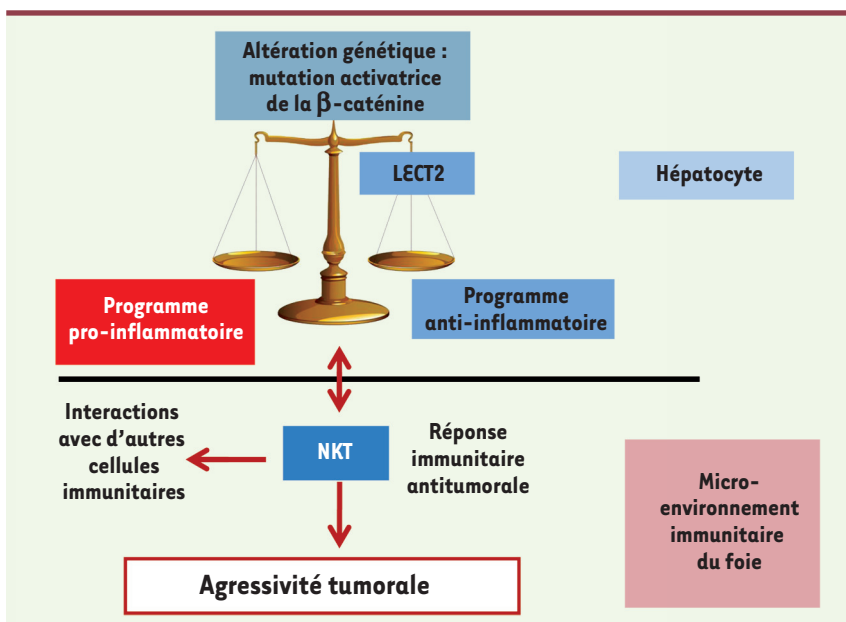 Altération génétique :
mutation activatrice
de la β-caténine
LECT2
Hépatocyte
Programme
pro-inflammatoire
Programme
anti-inflammatoire
Interactions
avec d'autres
cellules
immunitaires
NKT
Réponse
immunitaire
antitumorale
Micro-
environnement
immunitaire
du foie
Agressivité tumorale